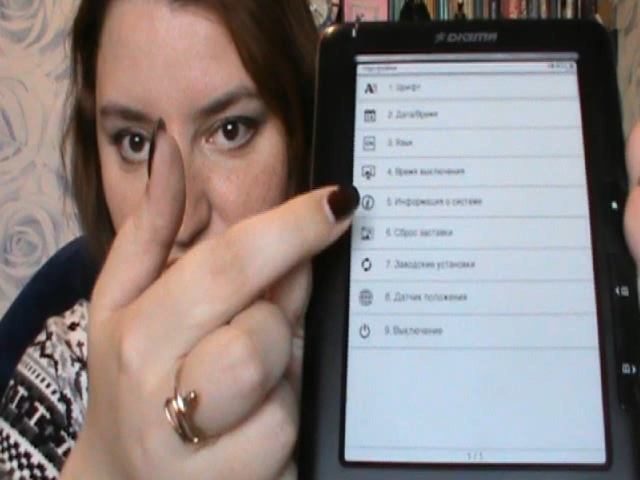 DIGMA
Настройки
1. Шрифт
2. Дата/Время
3. Язык
4. Время выключения
5. Информация о системе
6. Сброс заставки
7. Заводские установки
8. Датчик положения
9. Выключение
1 / 1